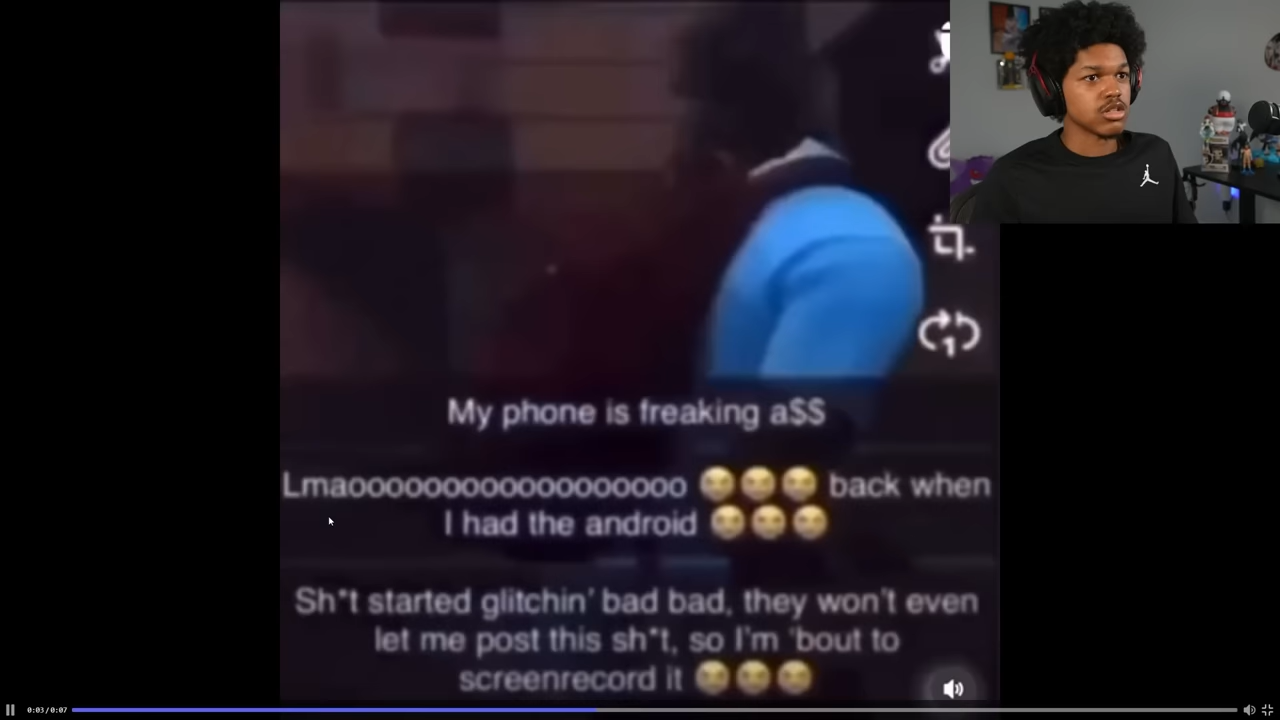 My phone is freaking a$$
Lmaoooooooooooooooooo 😆😆😆 back when
I had the android 😆😆😆
Sh*t started glitchin' bad bad, they won't even
let me post this sh*t, so I'm 'bout to
screenrecord it 😆😆😆
0:03/0:07